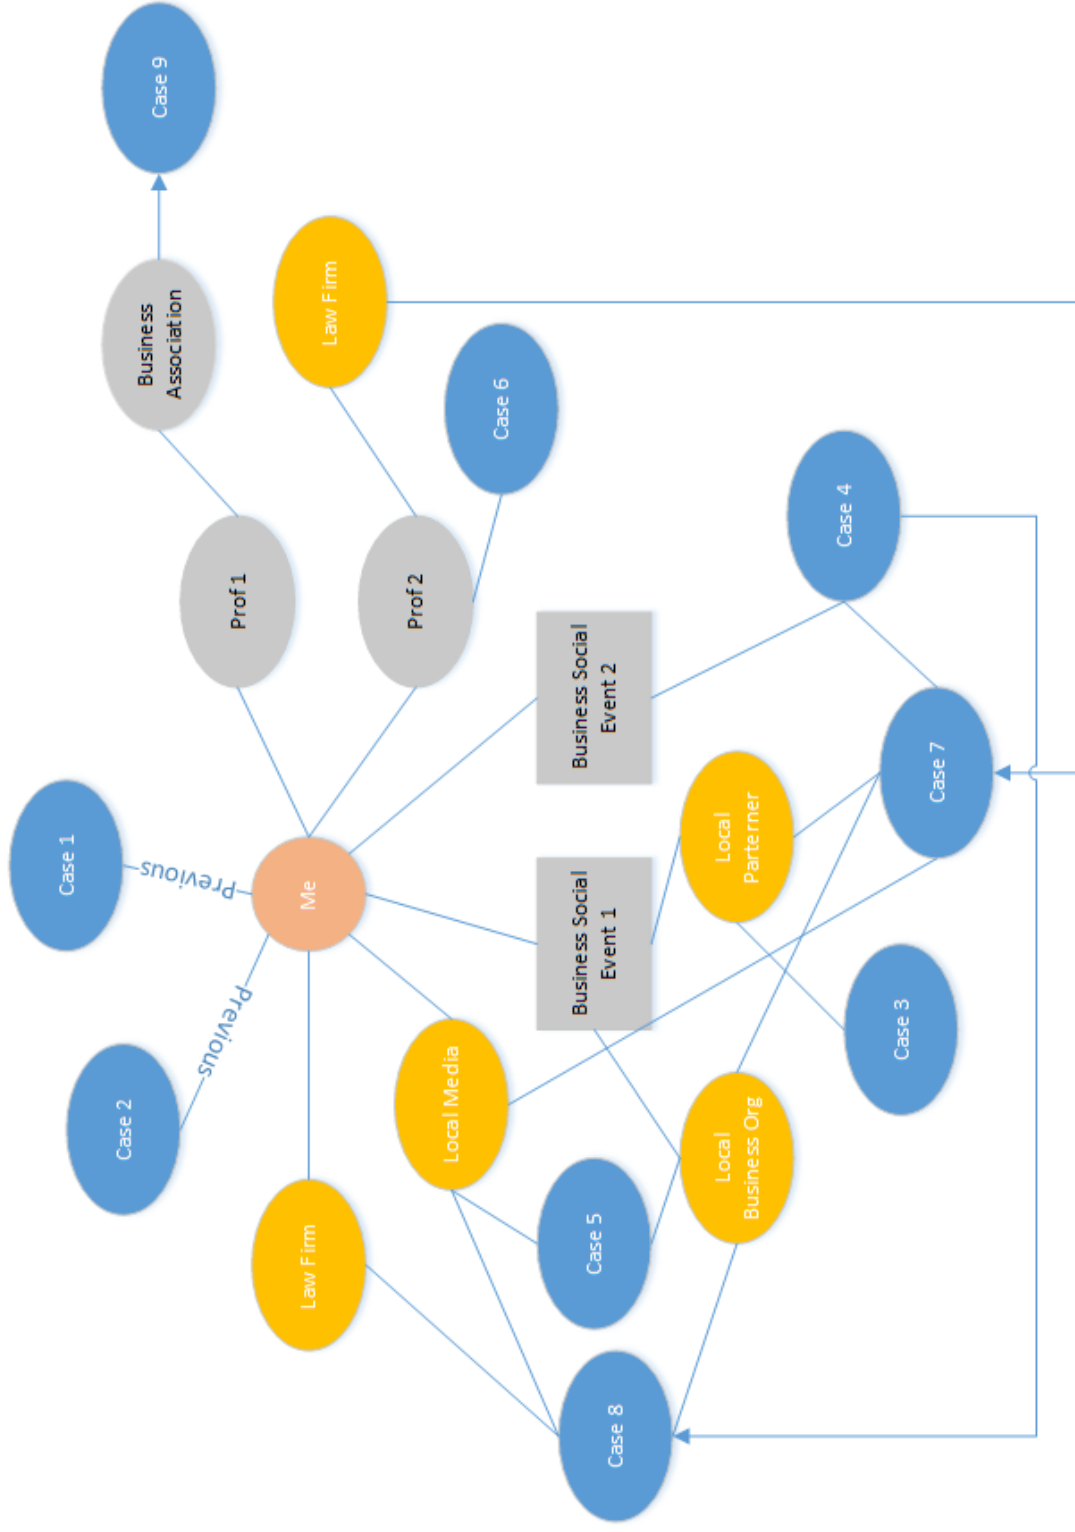 Case 2
Case 1
Previous
Previous
Law Firm
Me
Prof 1
Business
Association
Case 9
Prof 2
Law Firm
Local Media
Case 6
Case 8
Case 5
Business Social
Event 1
Business Social
Event 2
Local
Business Org
Local
Parterner
Case 3
Case 4
Case 7